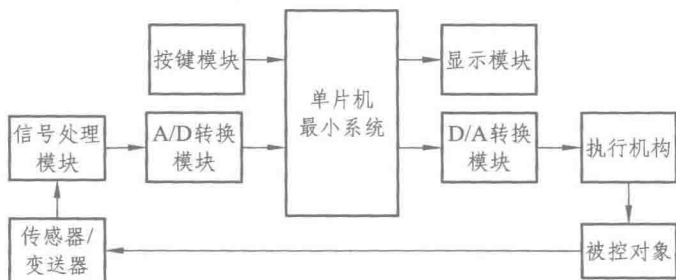 按键模块
显示模块
单片机
最小系统
信号处理
模块
A/D转换
模块
D/A转换
模块
执行机构
传感器/
变送器
被控对象